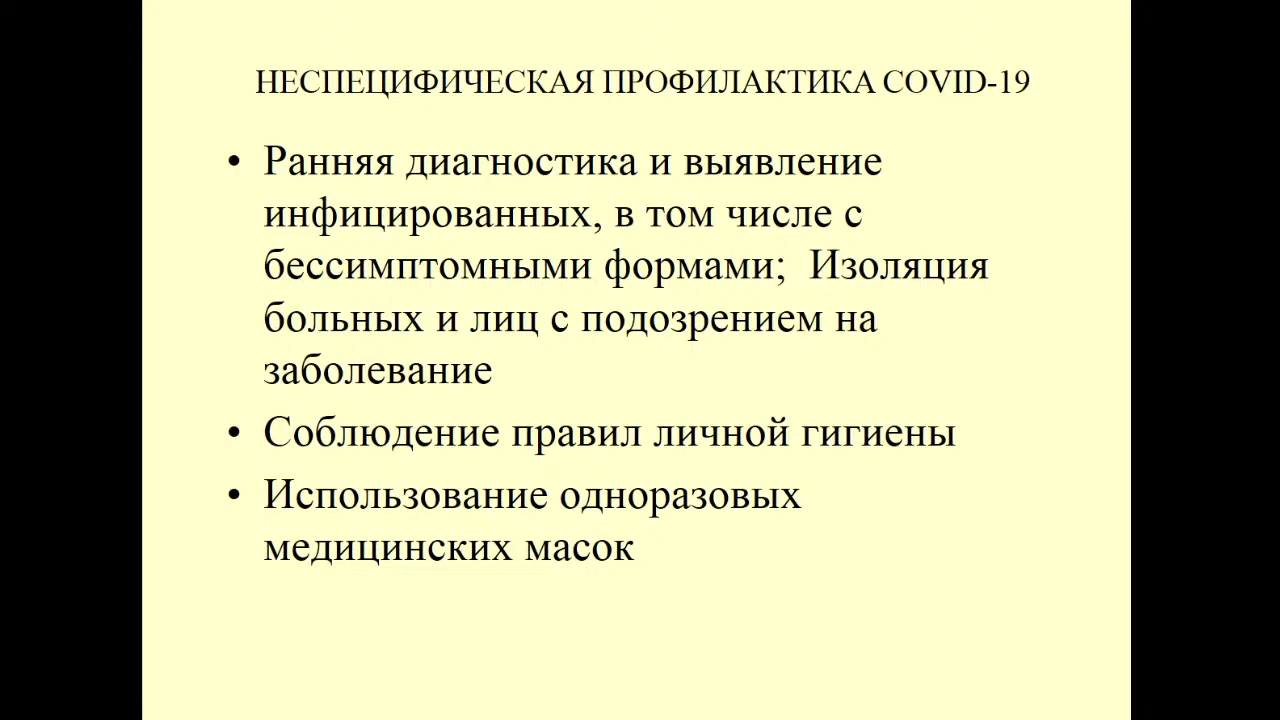 НЕСПЕЦИФИЧЕСКАЯ ПРОФИЛАКТИКА COVID-19
• Ранняя диагностика и выявление
инфицированных, в том числе с
бессимптомными формами;  Изоляция
больных и лиц с подозрением на
заболевание
• Соблюдение правил личной гигиены
• Использование одноразовых
медицинских масок